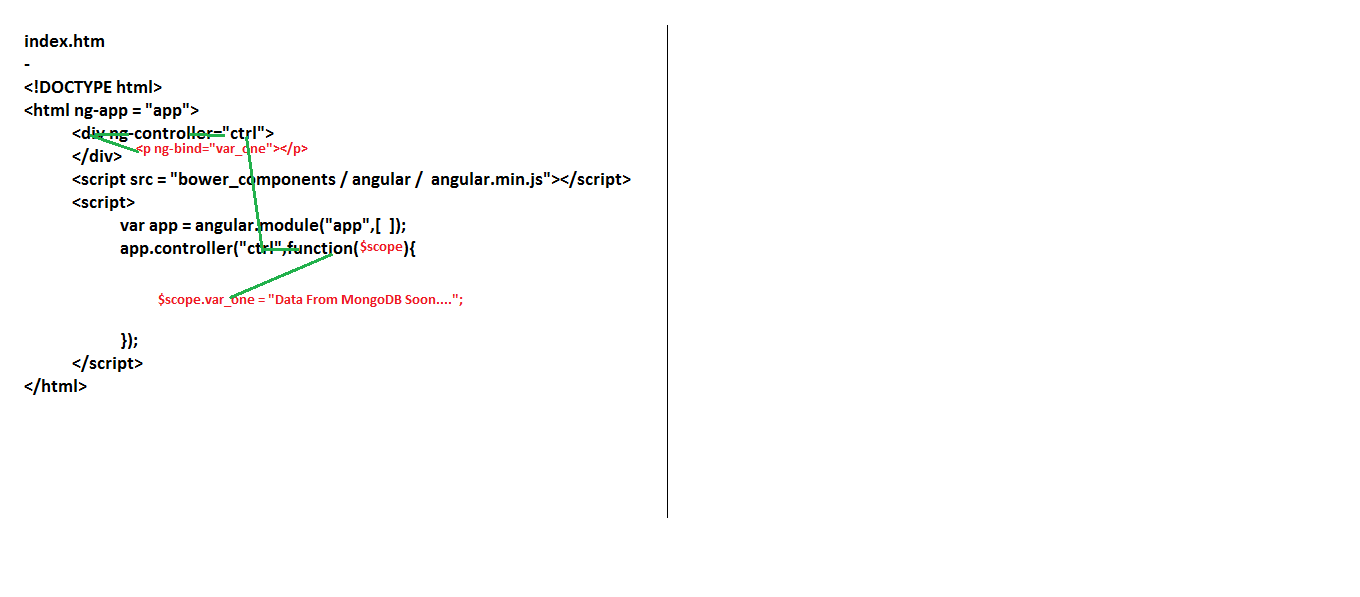 index.htm
-
<!DOCTYPE html>
<html ng-app = "app">
<div ng-controller="ctrl">
<p ng-bind="var_one"></p>
</div>
<script src = "bower_components / angular /  angular.min.js"></script>
<script>
var app = angular.module("app",[  ]);
app.controller("ctrl",function($scope){
$scope.var_one = "Data From MongoDB Soon....";
});
</script>
</html>